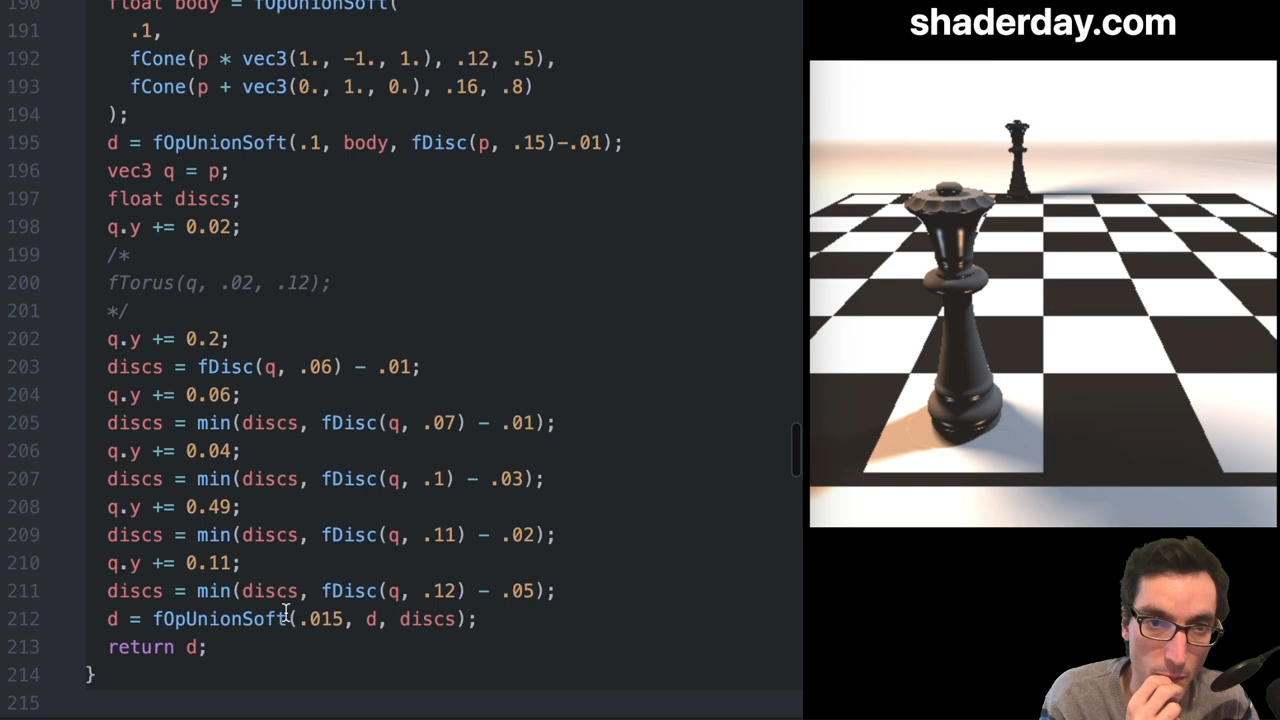 190 float body = fOpUnionSoft(
191 .1,
192 fCone(p * vec3(1., -1., 1.), .12, .5),
193 fCone(p + vec3(0., 1., 0.), .16, .8)
194 );
195 d = fOpUnionSoft(.1, body, fDisc(p, .15)-.01);
196 vec3 q = p;
197 float discs;
198 q.y += 0.02;
199 /*
200 fTorus(q, .02, .12);
201 */
202 q.y += 0.2;
203 discs = fDisc(q, .06) - .01;
204 q.y += 0.06;
205 discs = min(discs, fDisc(q, .07) - .01);
206 q.y += 0.04;
207 discs = min(discs, fDisc(q, .1) - .03);
208 q.y += 0.49;
209 discs = min(discs, fDisc(q, .11) - .02);
210 q.y += 0.11;
211 discs = min(discs, fDisc(q, .12) - .05);
212 d = fOpUnionSoft(.015, d, discs);
213 return d;
214 }
215
shaderday.com